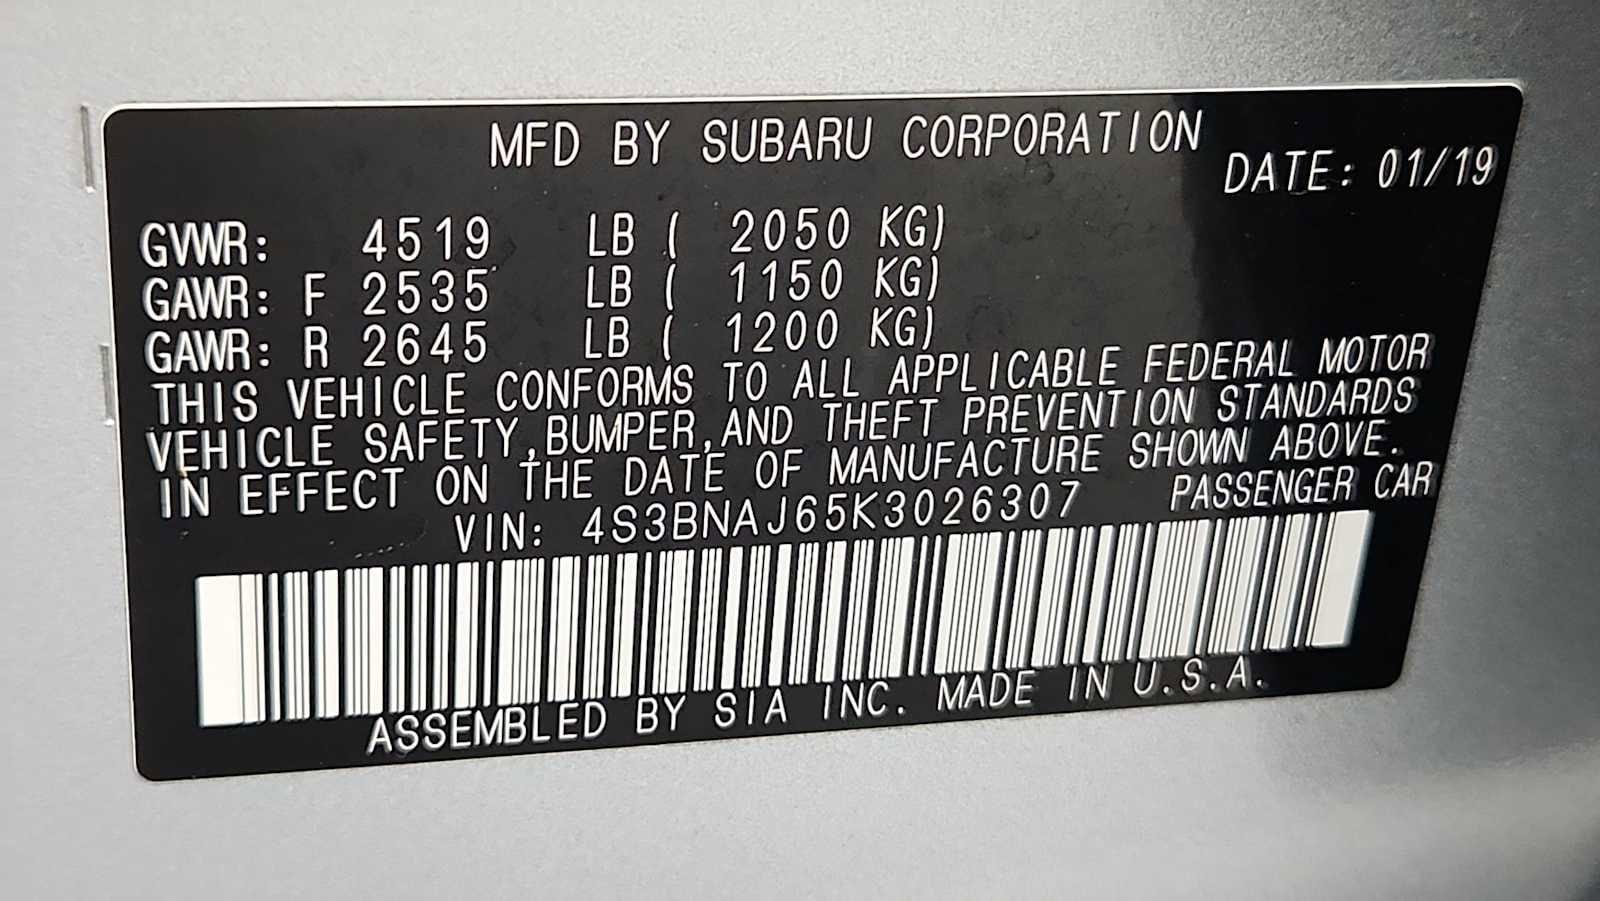 MFD BY SUBARU CORPORATION
DATE: 01/19
GVWR: 4519 LB ( 2050 KG)
GAWR: F 2535 LB ( 1150 KG)
GAWR: R 2645 LB ( 1200 KG)
THIS VEHICLE CONFORMS TO ALL APPLICABLE FEDERAL MOTOR
VEHICLE SAFETY,BUMPER,AND THEFT PREVENTION STANDARDS
IN EFFECT ON THE DATE OF MANUFACTURE SHOWN ABOVE.
VIN: 4S3BNAJ65K3026307 PASSENGER CAR
ASSEMBLED BY SIA INC. MADE IN U.S.A.